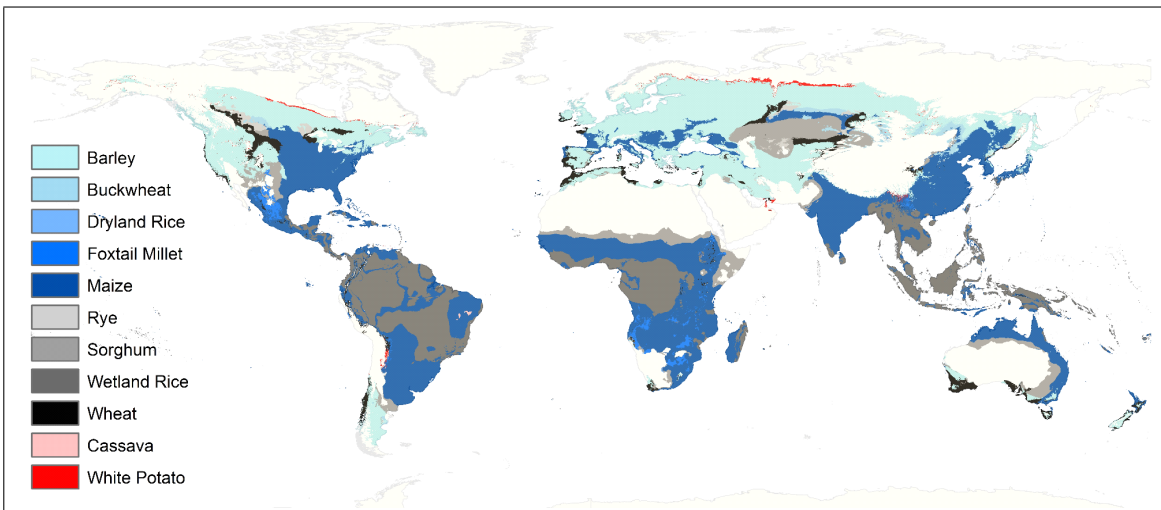 Barley
Buckwheat
Dryland Rice
Foxtail Millet
Maize
Rye
Sorghum
Wetland Rice
Wheat
Cassava
White Potato